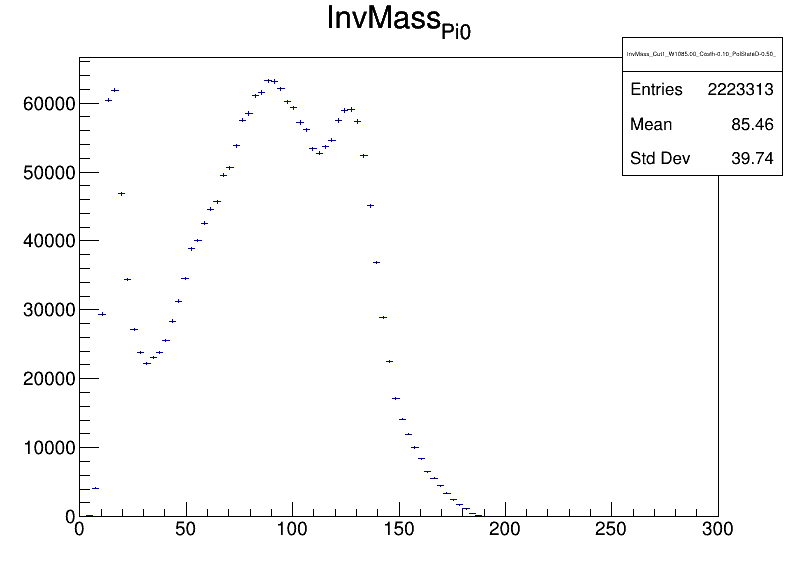 InvMassPi0
InvMass_Cut1_W1085.00_Costh-0.10_PolStateD-0.50_
Entries 2223313
Mean 85.46
Std Dev 39.74
60000
50000
40000
30000
20000
10000
0
0 50 100 150 200 250 300